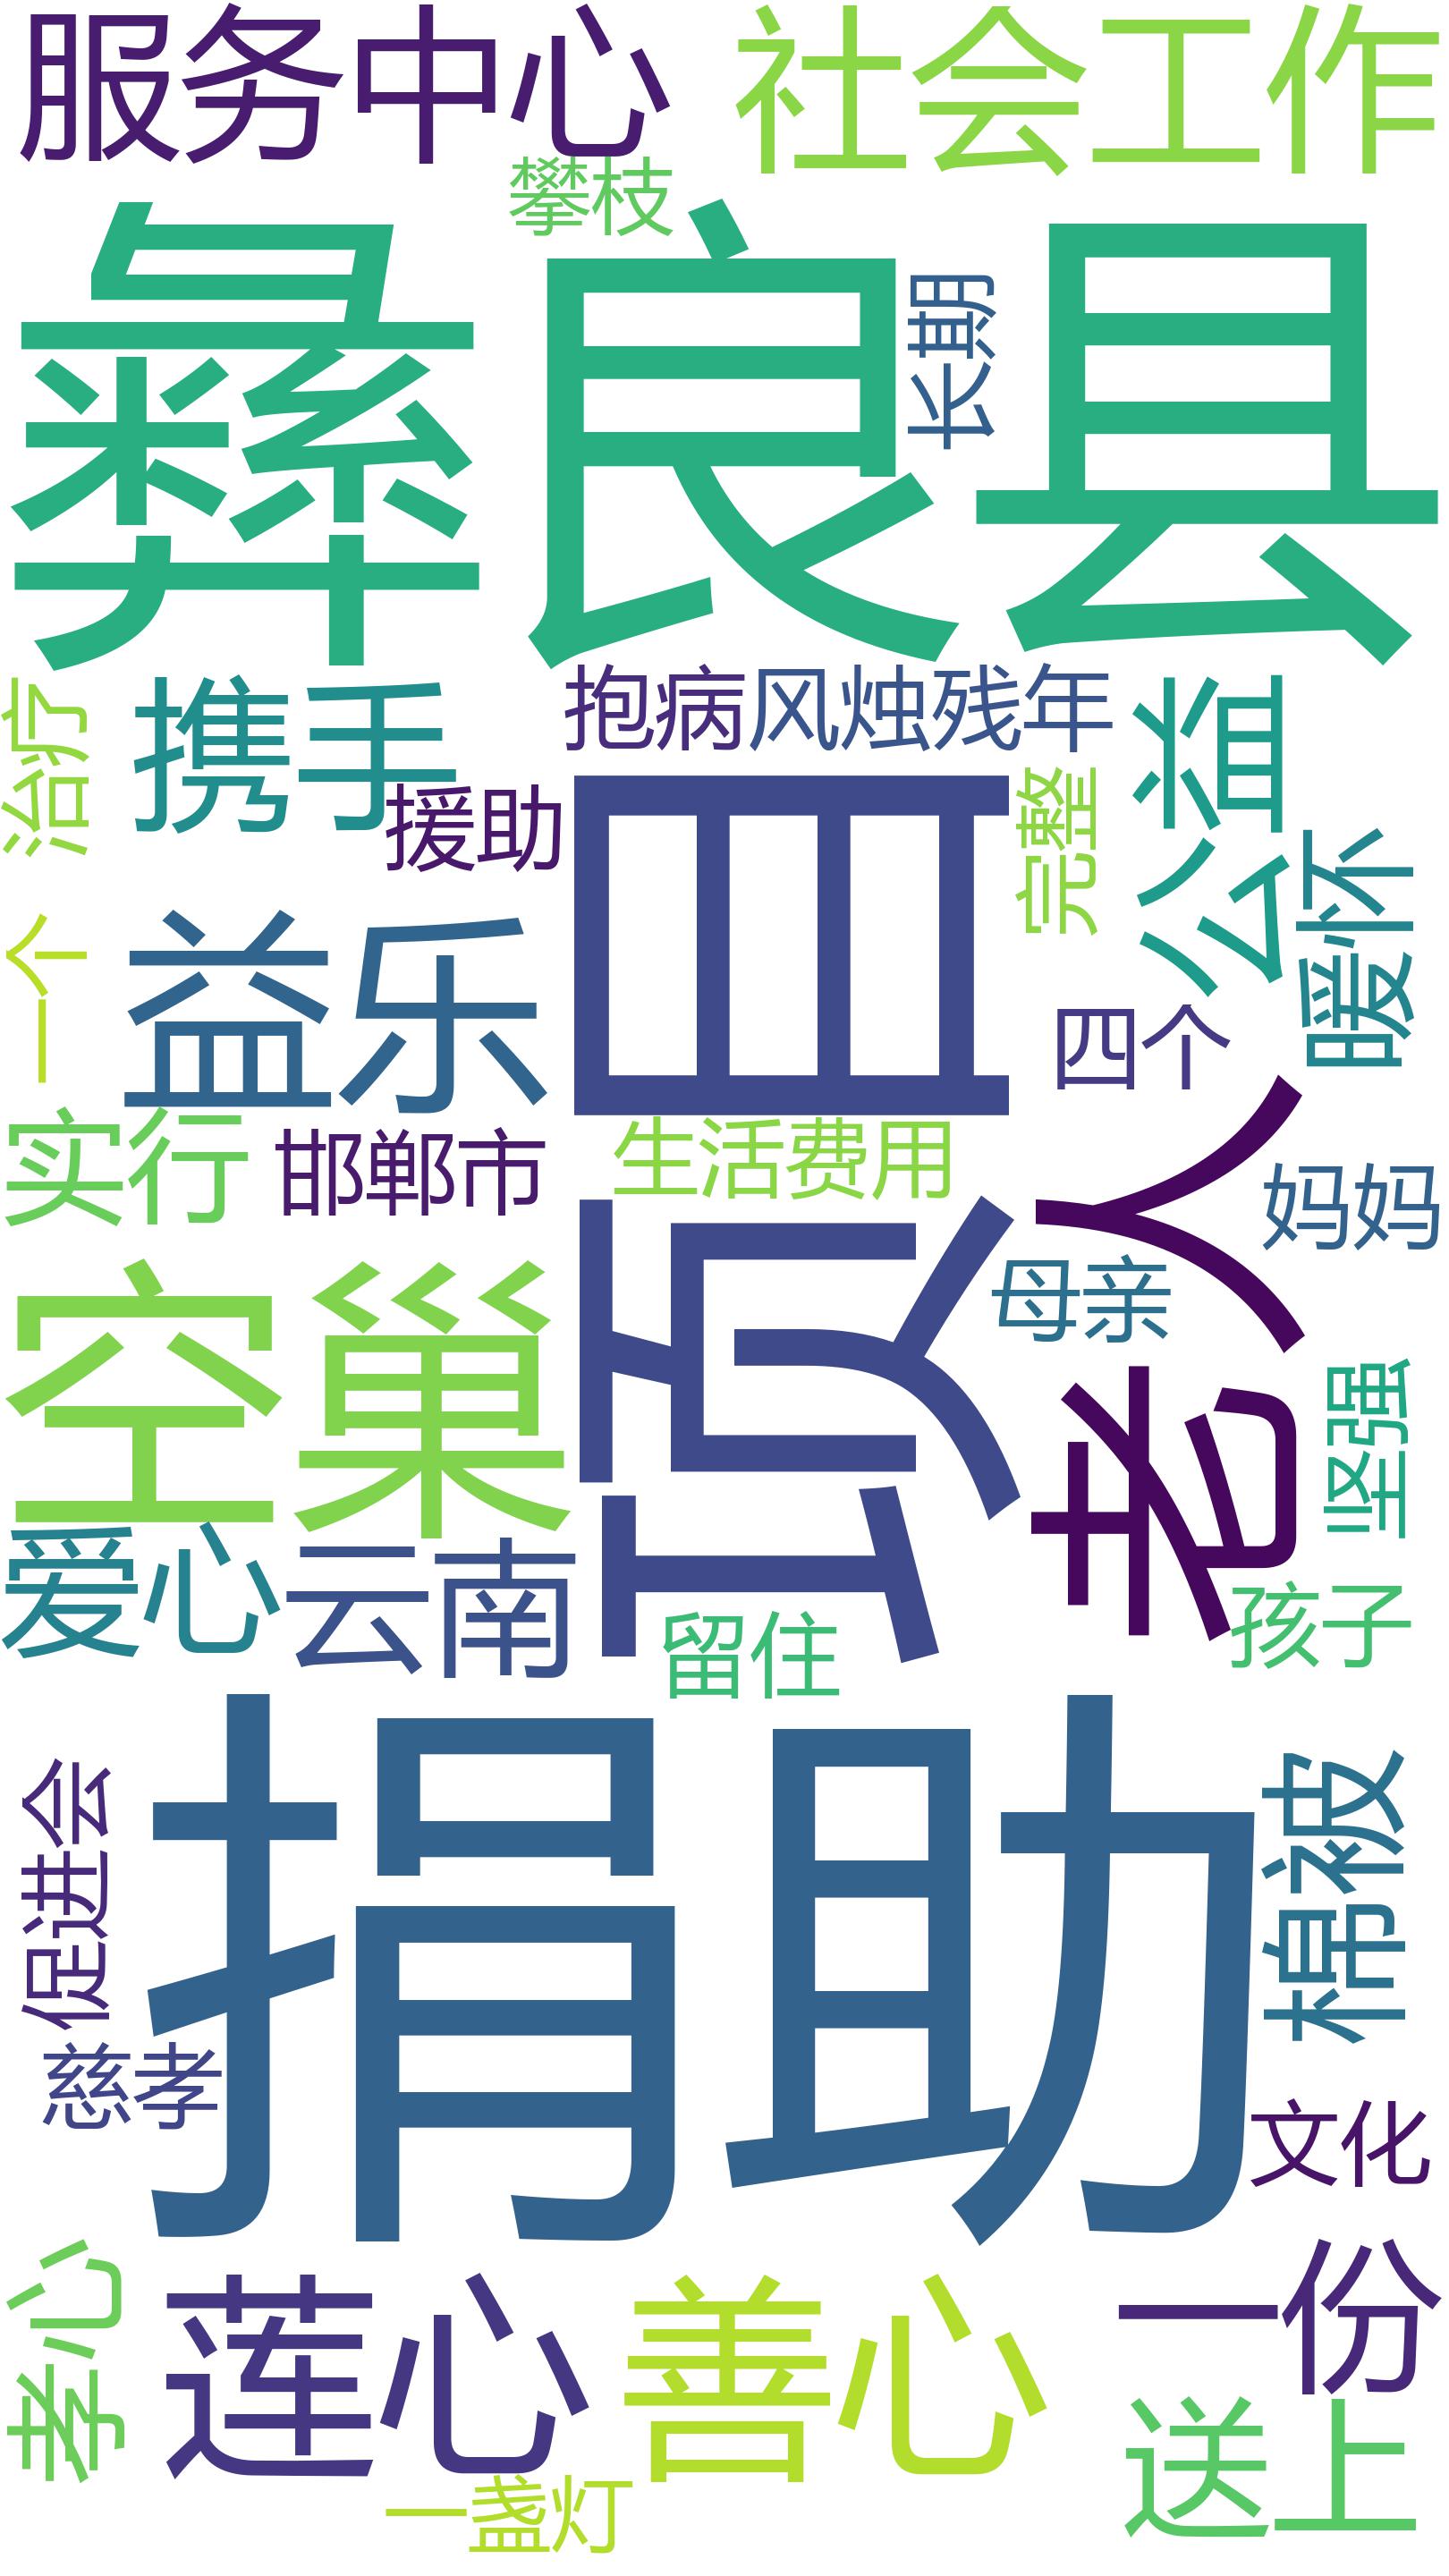 服务中心
社会工作
攀枝
彝良县
长期
治疗
携手
抱病
风烛残年
公益
援助
完整
暖怀
一个
益乐
项目
四个
实行
邯郸市
生活费用
老人
妈妈
母亲
空巢
坚强
爱心
云南
留住
孩子
捐助
促进会
棉被
慈孝
文化
孝心
莲心
善心
一份
送上
一盏灯